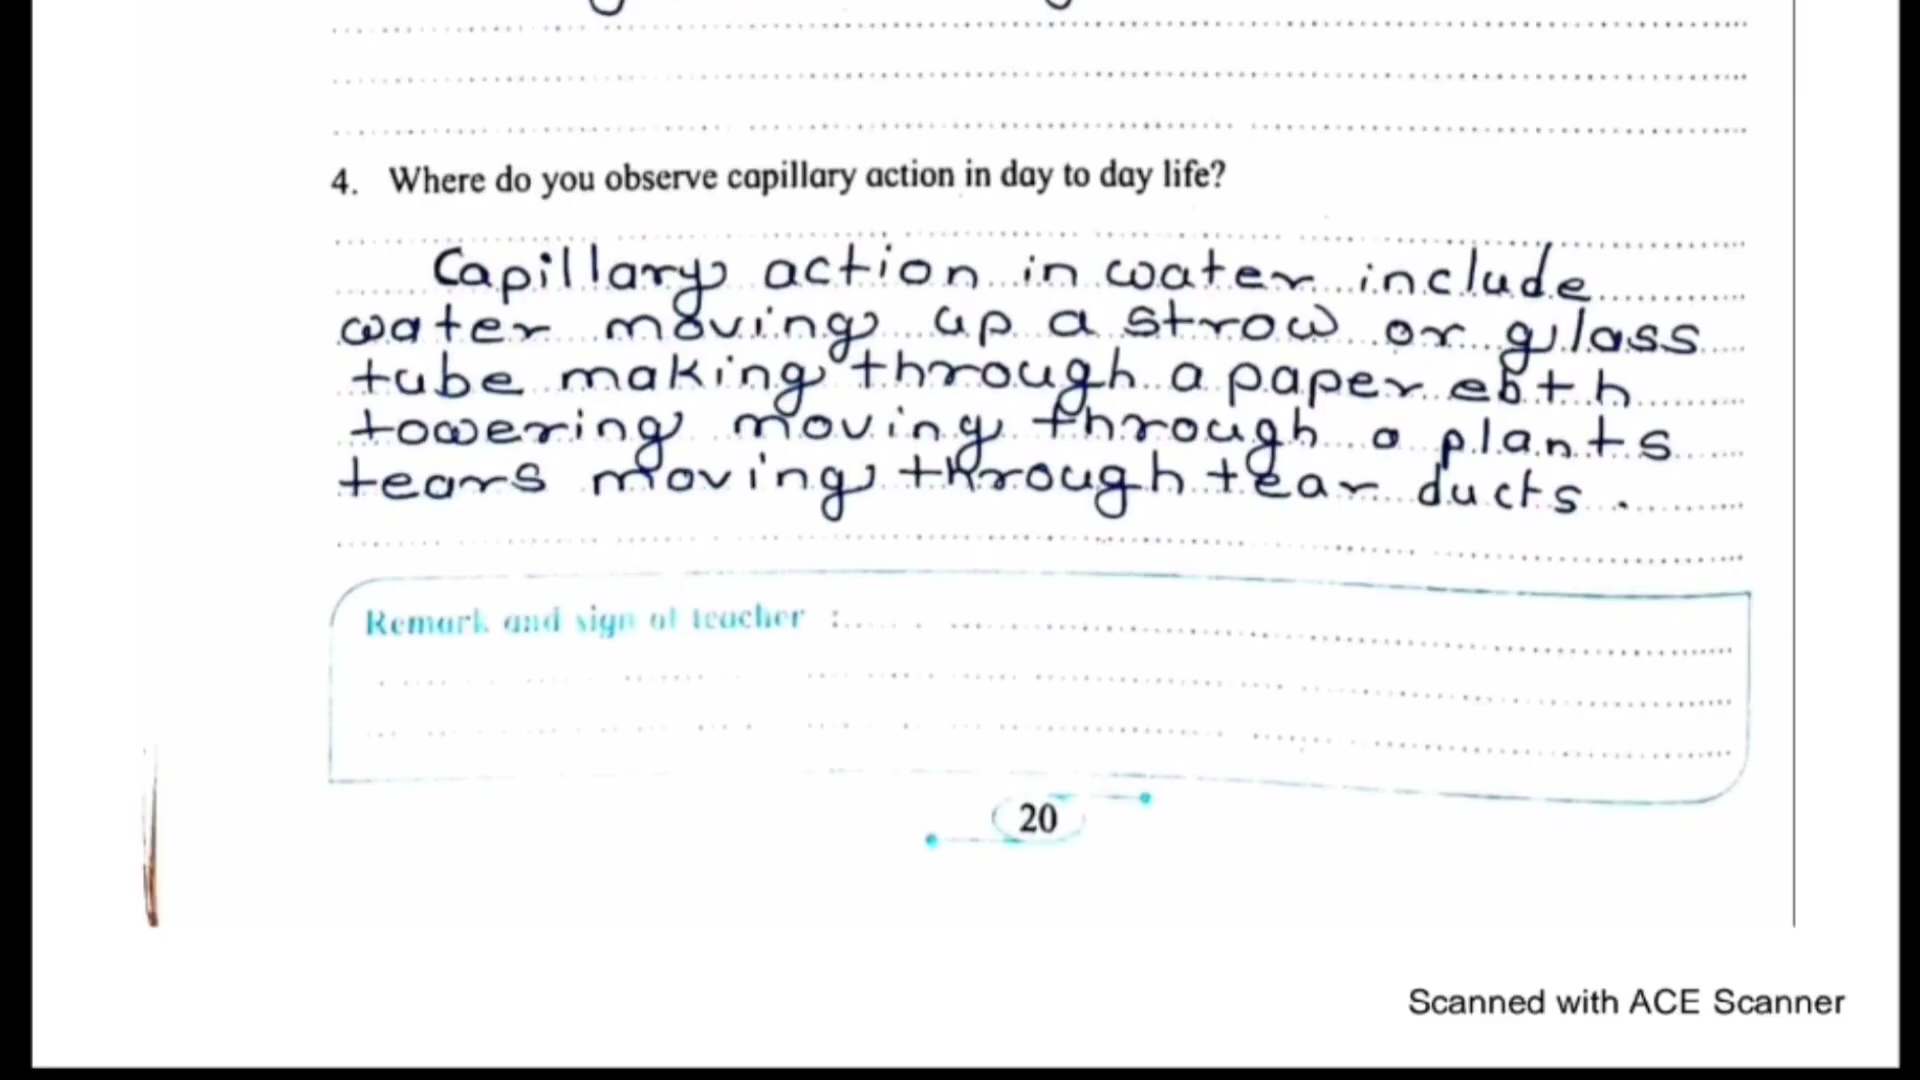 4. Where do you observe capillary action in day to day life?
Capillary action in water include
water moving up a strow or glass
tube making through a paper ebth
towering moving through a plants
tears moving through tear ducts.
Remark and sign of teacher :
20
Scanned with ACE Scanner